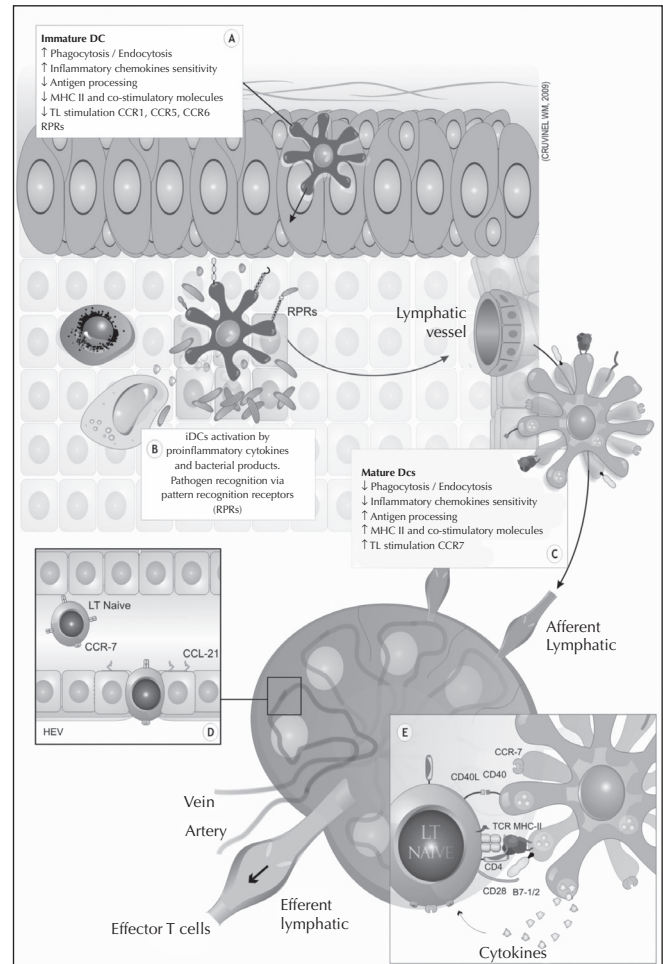 Immature DC
A
↑ Phagocytosis / Endocytosis
↑ Inflammatory chemokines sensitivity
↓ Antigen processing
↓ MHC II and co-stimulatory molecules
↓ TL stimulation CCR1, CCR5, CCR6
RPRs
(CRUVINEL WM, 2009)
RPRs
Lymphatic
vessel
B
iDCs activation by
proinflammatory cytokines
and bacterial products.
Pathogen recognition via
pattern recognition receptors
(RPRs)
Mature Dcs
↓ Phagocytosis / Endocytosis
↓ Inflammatory chemokines sensitivity
↑ Antigen processing
↑ MHC II and co-stimulatory molecules
↑ TL stimulation CCR7
C
Afferent
Lymphatic
LT Naive
CCR-7
CCL-21
HEV
D
E
CCR-7
CD40L CD40
TCR MHC-II
LT
NAIVE
CD4
CD28 B7-1/2
Cytokines
Vein
Artery
Efferent
lymphatic
Effector T cells